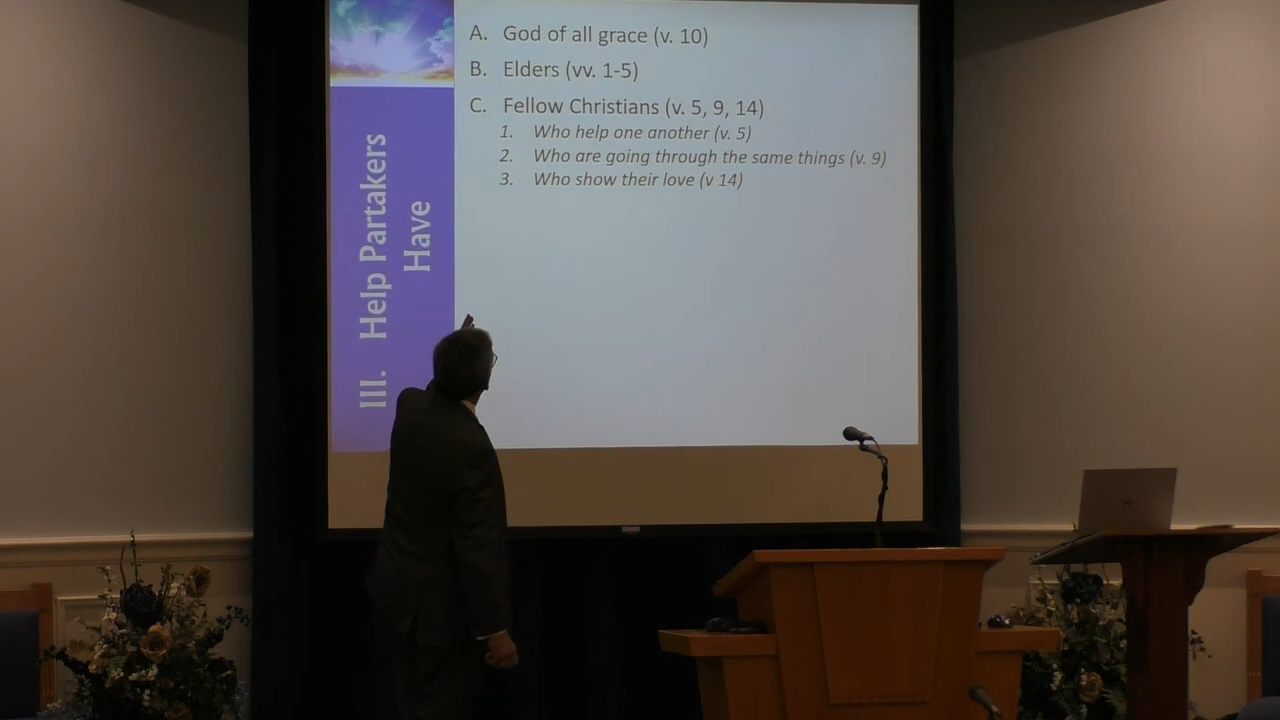 A. God of all grace (v. 10)
B. Elders (vv. 1-5)
C. Fellow Christians (v. 5, 9, 14)
1. Who help one another (v. 5)
2. Who are going through the same things (v. 9)
3. Who show their love (v 14)
III. Help Partakers
Have